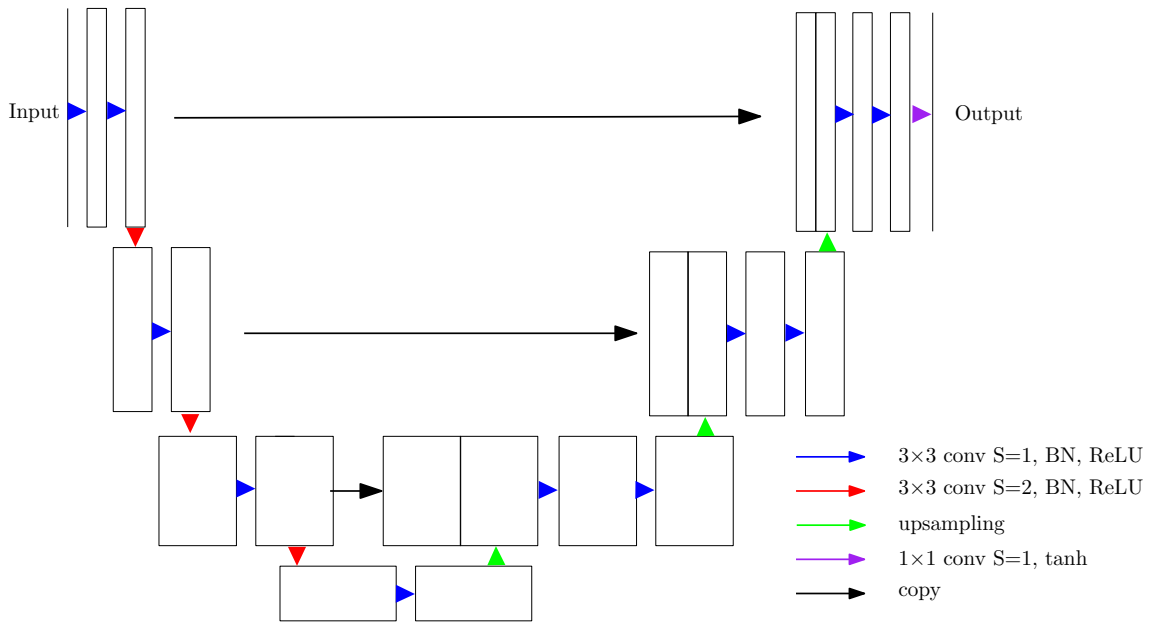 Input
Output
3×3 conv S=1, BN, ReLU
3×3 conv S=2, BN, ReLU
upsampling
1×1 conv S=1, tanh
copy